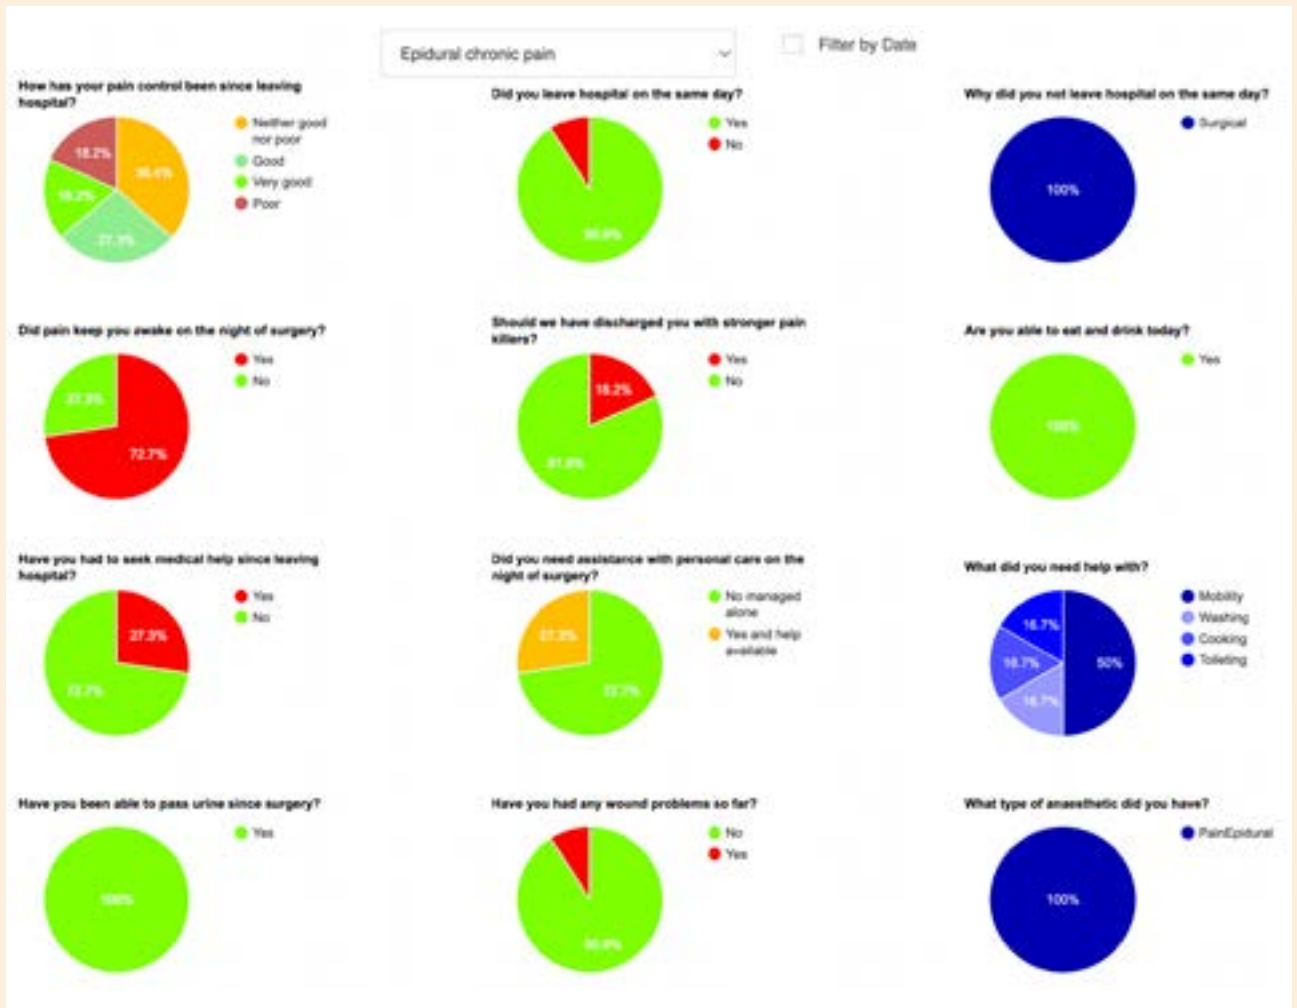 Epidural chronic pain
Filter by Date
How has your pain control been since leaving
hospital?
Neither good
nor poor
Good
Very good
Poor
18.2%
36.4%
18.2%
27.3%
Did you leave hospital on the same day?
Yes
No
90.9%
Why did you not leave hospital on the same day?
Surgical
100%
Did pain keep you awake on the night of surgery?
Yes
No
27.3%
72.7%
Should we have discharged you with stronger pain
killers?
Yes
No
18.2%
81.8%
Are you able to eat and drink today?
Yes
100%
Have you had to seek medical help since leaving
hospital?
Yes
No
27.3%
72.7%
Did you need assistance with personal care on the
night of surgery?
No managed
alone
Yes and help
available
27.3%
72.7%
What did you need help with?
Mobility
Washing
Cooking
Toileting
16.7%
16.7%
50%
16.7%
Have you been able to pass urine since surgery?
Yes
100%
Have you had any wound problems so far?
No
Yes
90.9%
What type of anaesthetic did you have?
PainEpidural
100%